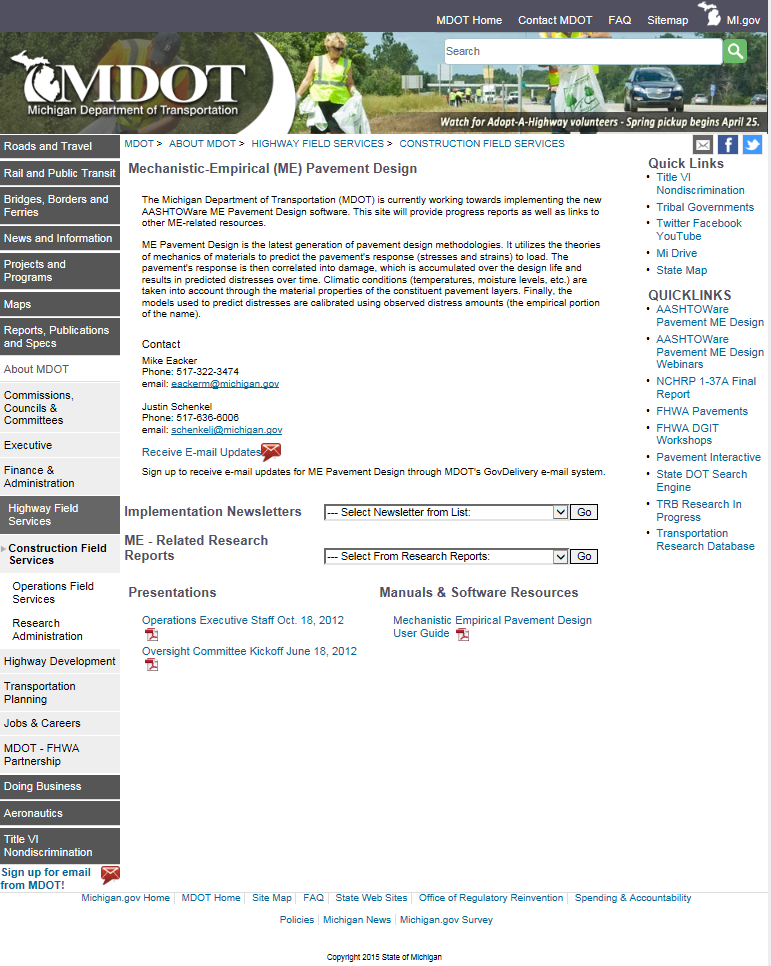 MDOT Home Contact MDOT FAQ Sitemap MI.gov
Search
MDOT
Michigan Department of Transportation
Watch for Adopt-A-Highway volunteers - Spring pickup begins April 25.
MDOT > ABOUT MDOT > HIGHWAY FIELD SERVICES > CONSTRUCTION FIELD SERVICES
Roads and Travel
Rail and Public Transit
Bridges, Borders and
Ferries
News and Information
Projects and
Programs
Maps
Reports, Publications
and Specs
About MDOT
Commissions,
Councils &
Committees
Executive
Finance &
Administration
Highway Field
Services
Construction Field
Services
Operations Field
Services
Research
Administration
Highway Development
Transportation
Planning
Jobs & Careers
MDOT - FHWA
Partnership
Doing Business
Aeronautics
Title VI
Nondiscrimination
Sign up for email
from MDOT!
Mechanistic-Empirical (ME) Pavement Design
The Michigan Department of Transportation (MDOT) is currently working towards implementing the new
AASHTOWare ME Pavement Design software. This site will provide progress reports as well as links to
other ME-related resources.
ME Pavement Design is the latest generation of pavement design methodologies. It utilizes the theories
of mechanics of materials to predict the pavement's response (stresses and strains) to load. The
pavement's response is then correlated into damage, which is accumulated over the design life and
results in predicted distresses over time. Climatic conditions (temperatures, moisture levels, etc.) are
taken into account through the material properties of the constituent pavement layers. Finally, the
models used to predict distresses are calibrated using observed distress amounts (the empirical portion
of the name).
Contact
Mike Eacker
Phone: 517-322-3474
email: eackerm@michigan.gov
Justin Schenkel
Phone: 517-636-6006
email: schenkelj@michigan.gov
Receive E-mail Updates
Sign up to receive e-mail updates for ME Pavement Design through MDOT's GovDelivery e-mail system.
Implementation Newsletters
--- Select Newsletter from List: Go
ME - Related Research
Reports
--- Select From Research Reports: Go
Presentations
Operations Executive Staff Oct. 18, 2012
Oversight Committee Kickoff June 18, 2012
Manuals & Software Resources
Mechanistic Empirical Pavement Design
User Guide
Quick Links
Title VI
Nondiscrimination
Tribal Governments
Twitter Facebook
YouTube
Mi Drive
State Map
QUICKLINKS
AASHTOWare
Pavement ME Design
AASHTOWare
Pavement ME Design
Webinars
NCHRP 1-37A Final
Report
FHWA Pavements
FHWA DGIT
Workshops
Pavement Interactive
State DOT Search
Engine
TRB Research In
Progress
Transportation
Research Database
Michigan.gov Home MDOT Home Site Map FAQ State Web Sites Office of Regulatory Reinvention Spending & Accountability
Policies Michigan News Michigan.gov Survey
Copyright 2015 State of Michigan